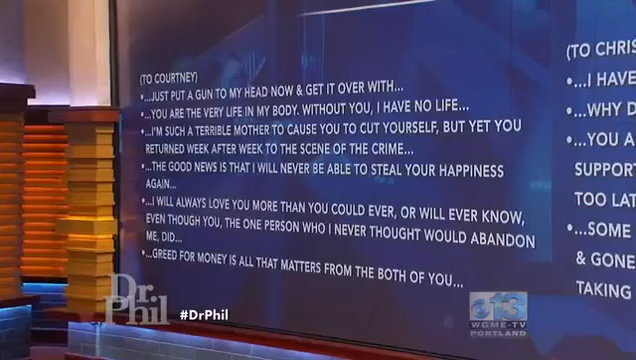 (TO COURTNEY)
•...JUST PUT A GUN TO MY HEAD NOW & GET IT OVER WITH...
•...YOU ARE THE VERY LIFE IN MY BODY. WITHOUT YOU, I HAVE NO LIFE...
•...I'M SUCH A TERRIBLE MOTHER TO CAUSE YOU TO CUT YOURSELF, BUT YET YOU
RETURNED WEEK AFTER WEEK TO THE SCENE OF THE CRIME...
•...THE GOOD NEWS IS THAT I WILL NEVER BE ABLE TO STEAL YOUR HAPPINESS
AGAIN...
•...I WILL ALWAYS LOVE YOU MORE THAN YOU COULD EVER, OR WILL EVER KNOW,
EVEN THOUGH YOU, THE ONE PERSON WHO I NEVER THOUGHT WOULD ABANDON
ME, DID...
•...GREED FOR MONEY IS ALL THAT MATTERS FROM THE BOTH OF YOU...
(TO CHRIS
•...I HAVE
•...WHY D
•...YOU A
SUPPORT
TOO LAT
•...SOME
& GONE
TAKING
Dr.
Phil
#DrPhil
13
WGME-TV
PORTLAND